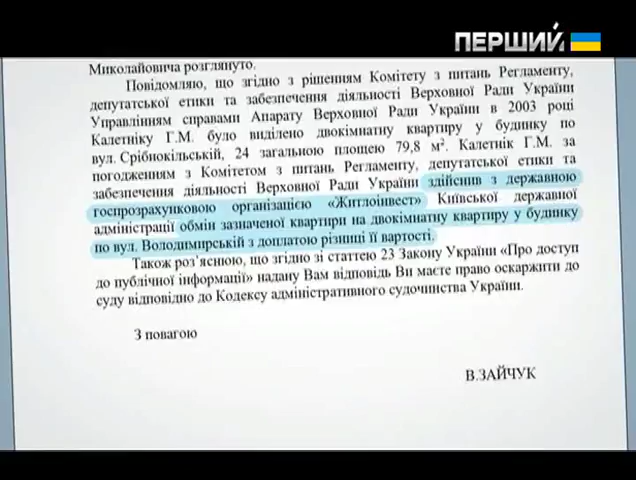 ПЕРШИЙ
Миколайовича розглянуто.
Повідомляю, що згідно з рішенням Комітету з питань Регламенту,
депутатської етики та забезпечення діяльності Верховної Ради України
Управлінням справами Апарату Верховної Ради України в 2003 році
Калетніку Г.М. було виділено двокімнатну квартиру у будинку по
вул. Срібнокільській, 24 загальною площею 79,8 м². Калетнік Г.М. за
погодженням з Комітетом з питань Регламенту, депутатської етики та
забезпечення діяльності Верховної Ради України здійснив з державною
госпрозрахунковою організацією «Житлоінвест» Київської державної
адміністрації обмін зазначеної квартири на двокімнатну квартиру у будинку
по вул. Володимирській з доплатою різниці її вартості.
Також роз'яснюю, що згідно зі статтею 23 Закону України «Про доступ
до публічної інформації» надану Вам відповідь Ви маєте право оскаржити до
суду відповідно до Кодексу адміністративного судочинства України.
З повагою
В.ЗАЙЧУК